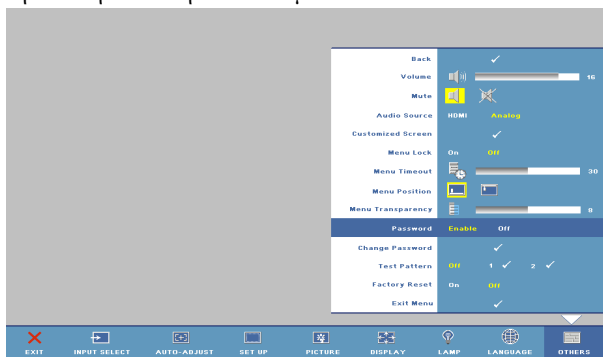 Back
Volume 16
Mute
Audio Source HDMI Analog
Customized Screen
Menu Lock On Off
Menu Timeout 30
Menu Position
Menu Transparency 0
Password Enable Off
Change Password
Test Pattern Off 1 2
Factory Reset On Off
Exit Menu
EXIT INPUT SELECT AUTO-ADJUST SET UP PICTURE DISPLAY LAMP LANGUAGE OTHERS